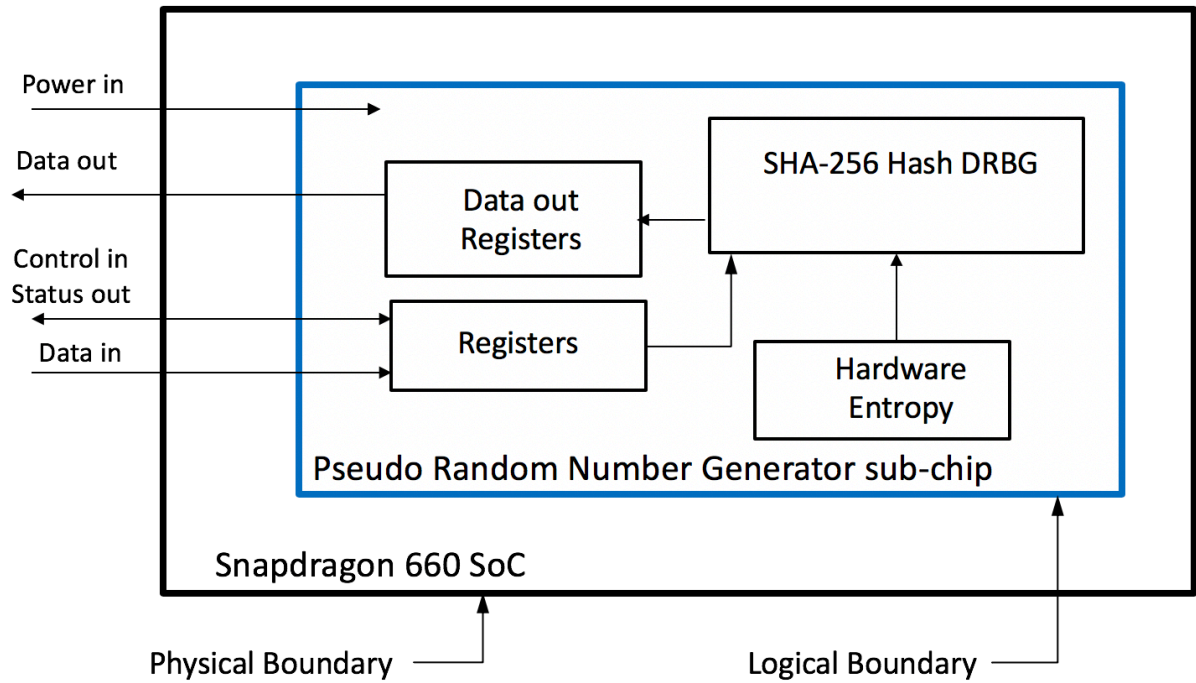 Power in
Data out
Control in
Status out
Data in
SHA-256 Hash DRBG
Data out
Registers
Registers
Hardware
Entropy
Pseudo Random Number Generator sub-chip
Snapdragon 660 SoC
Physical Boundary
Logical Boundary